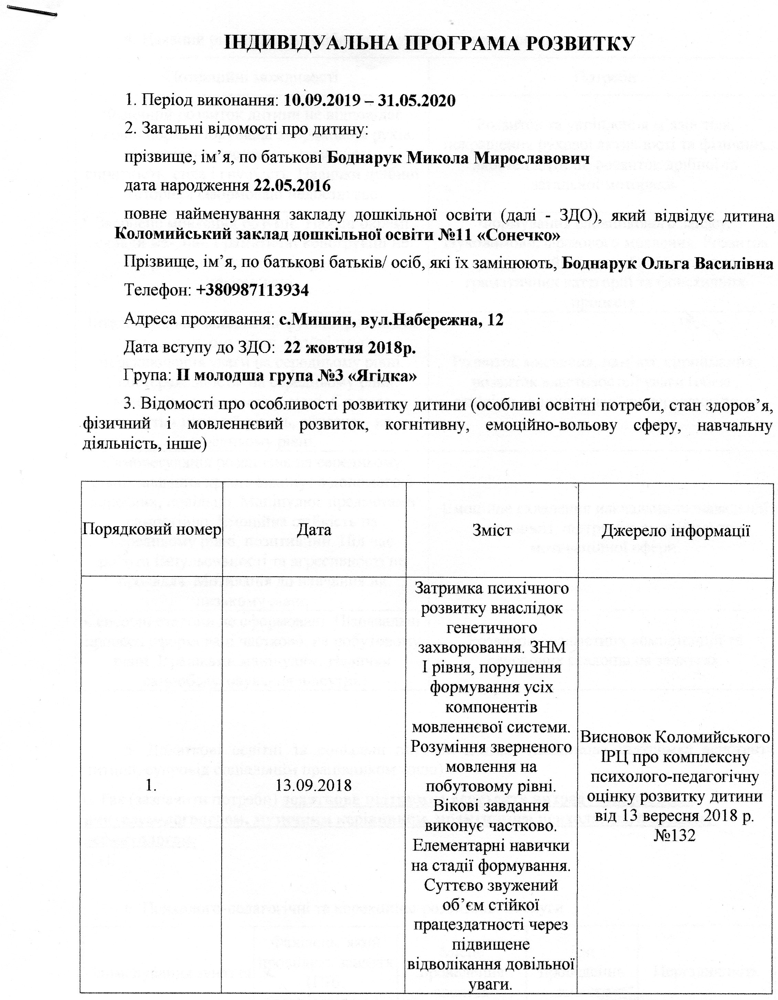 ІНДИВІДУАЛЬНА ПРОГРАМА РОЗВИТКУ
1. Період виконання: 10.09.2019 – 31.05.2020
2. Загальні відомості про дитину:
прізвище, ім’я, по батькові Боднарук Микола Мирославович
дата народження 22.05.2016
повне найменування закладу дошкільної освіти (далі - ЗДО), який відвідує дитина
Коломийський заклад дошкільної освіти №11 «Сонечко»
Прізвище, ім’я, по батькові батьків/ осіб, які їх замінюють, Боднарук Ольга Василівна
Телефон: +380987113934
Адреса проживання: с.Мишин, вул.Набережна, 12
Дата вступу до ЗДО: 22 жовтня 2018р.
Група: ІІ молодша група №3 «Ягідка»
3. Відомості про особливості розвитку дитини (особливі освітні потреби, стан здоров’я,
фізичний і мовленнєвий розвиток, когнітивну, емоційно-вольову сферу, навчальну
діяльність, інше)
Порядковий номер
Дата
Зміст
Джерело інформації
1.
13.09.2018
Затримка психічного
розвитку внаслідок
генетичного
захворювання. ЗНМ
І рівня, порушення
формування усіх
компонентів
мовленнєвої системи.
Розуміння зверненого
мовлення на
побутовому рівні.
Вікові завдання
виконує частково.
Елементарні навички
на стадії формування.
Суттєво звужений
об’єм стійкої
працездатності через
підвищене
відволікання довільної
уваги.
Висновок Коломийського
ІРЦ про комплексну
психолого-педагогічну
оцінку розвитку дитини
від 13 вересня 2018 р.
№132